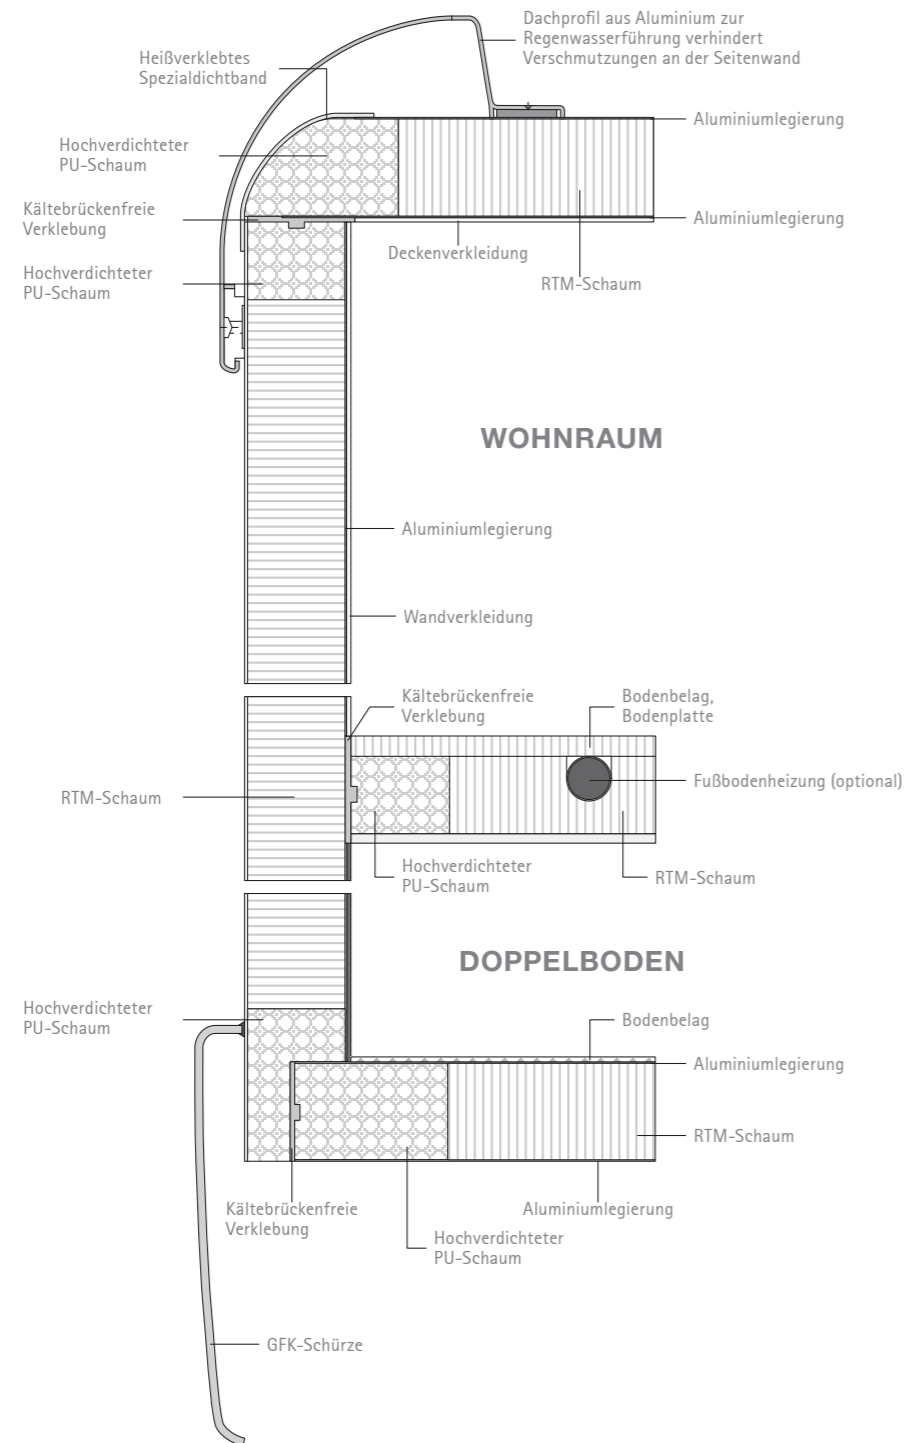 Dachprofil aus Aluminium zur
Regenwasserführung verhindert
Verschmutzungen an der Seitenwand
Heißverklebtes
Spezialdichtband
Aluminiumlegierung
Hochverdichteter
PU-Schaum
Kältebrückenfreie
Verklebung
Aluminiumlegierung
Deckenverkleidung
Hochverdichteter
PU-Schaum
RTM-Schaum
WOHNRAUM
Aluminiumlegierung
Wandverkleidung
Kältebrückenfreie
Verklebung
Bodenbelag,
Bodenplatte
Fußbodenheizung (optional)
RTM-Schaum
Hochverdichteter
PU-Schaum
RTM-Schaum
DOPPELBODEN
Hochverdichteter
PU-Schaum
Bodenbelag
Aluminiumlegierung
RTM-Schaum
Kältebrückenfreie
Verklebung
Aluminiumlegierung
Hochverdichteter
PU-Schaum
GFK-Schürze